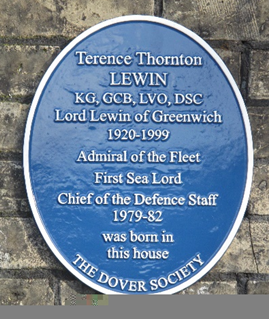 Terence Thornton
LEWIN
KG, GCB, LVO, DSC
Lord Lewin of Greenwich
1920-1999
Admiral of the Fleet
First Sea Lord
Chief of the Defence Staff
1979-82
was born in
this house
THE DOVER SOCIETY